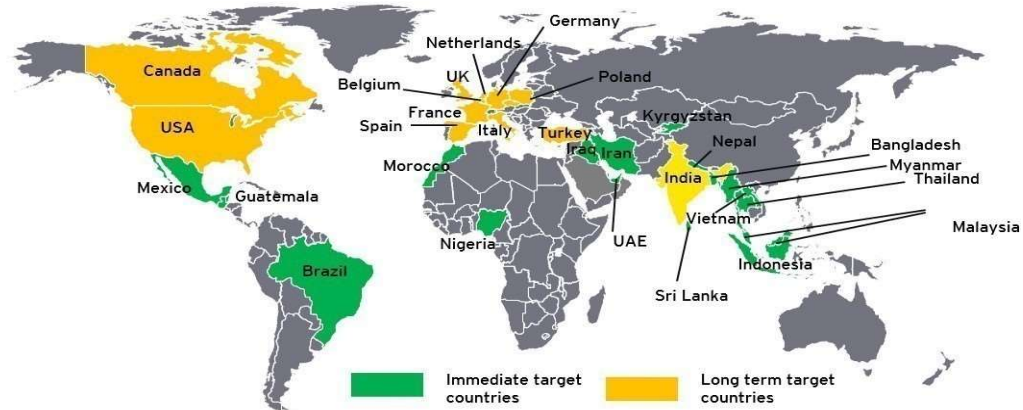 Germany
Netherlands
Canada
UK
Poland
Belgium
France
USA
Spain
Italy
Turkey
Kyrgyzstan
Iraq
Iran
Nepal
Bangladesh
Morocco
Myanmar
India
Thailand
Mexico
Guatemala
Vietnam
Nigeria
UAE
Malaysia
Brazil
Indonesia
Sri Lanka
Immediate target
countries
Long term target
countries